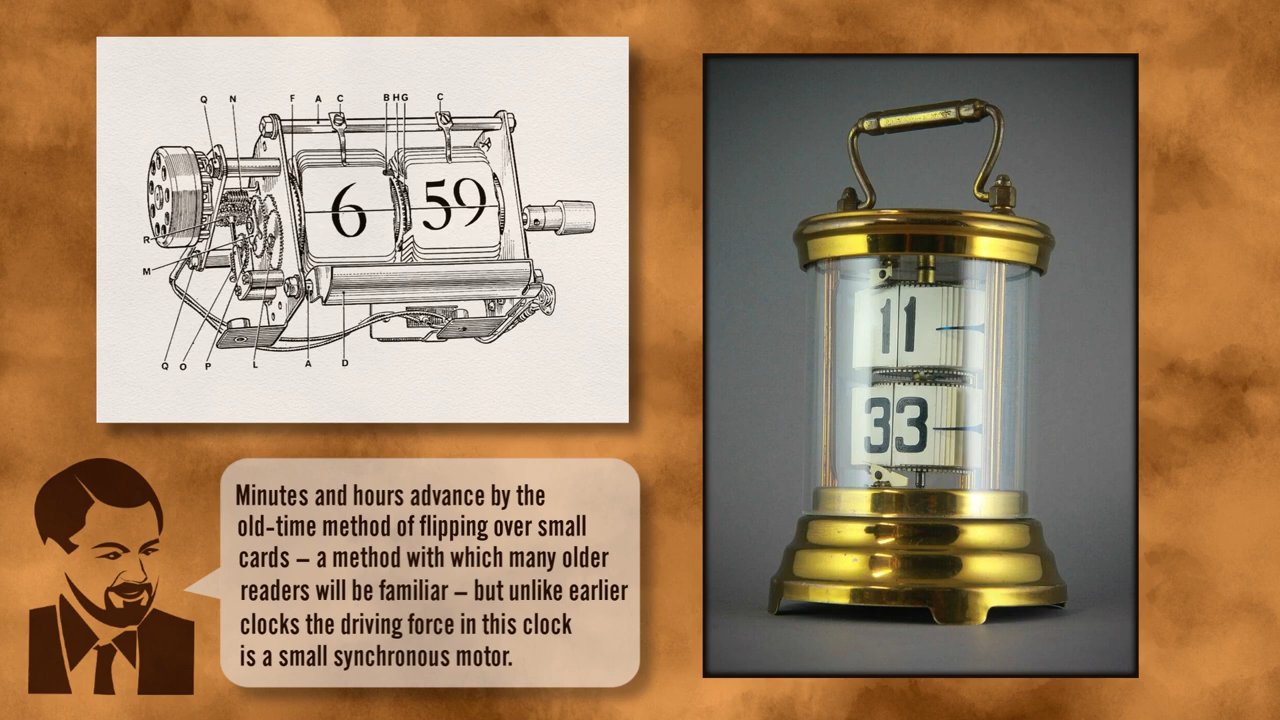 Q N F A C B H G C
6 59
R
M
Q O P L A D
11
33
Minutes and hours advance by the
old-time method of flipping over small
cards – a method with which many older
readers will be familiar – but unlike earlier
clocks the driving force in this clock
is a small synchronous motor.